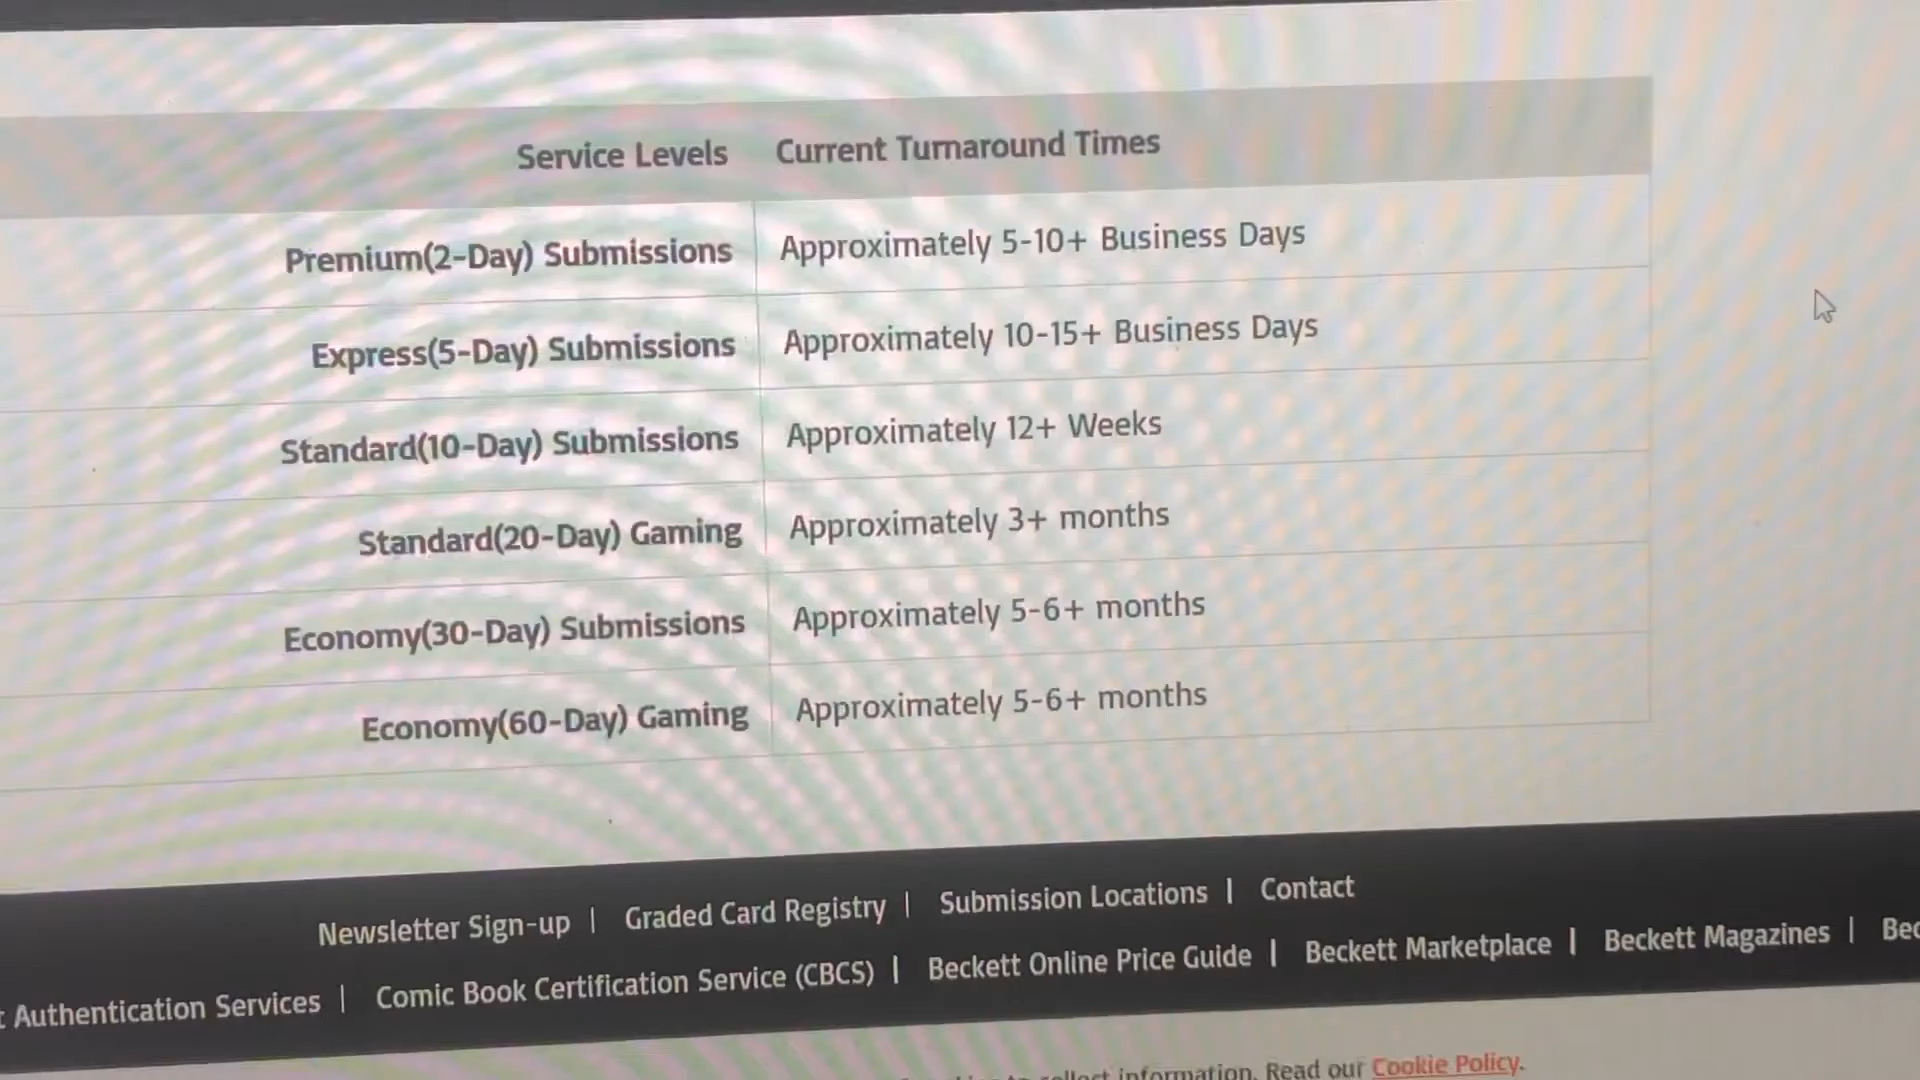 Service Levels Current Turnaround Times
Premium(2-Day) Submissions Approximately 5-10+ Business Days
Express(5-Day) Submissions Approximately 10-15+ Business Days
Standard(10-Day) Submissions Approximately 12+ Weeks
Standard(20-Day) Gaming Approximately 3+ months
Economy(30-Day) Submissions Approximately 5-6+ months
Economy(60-Day) Gaming Approximately 5-6+ months
Newsletter Sign-up | Graded Card Registry | Submission Locations | Contact
Authentication Services | Comic Book Certification Service (CBCS) | Beckett Online Price Guide | Beckett Marketplace | Beckett Magazines |
information. Read our Cookie Policy.